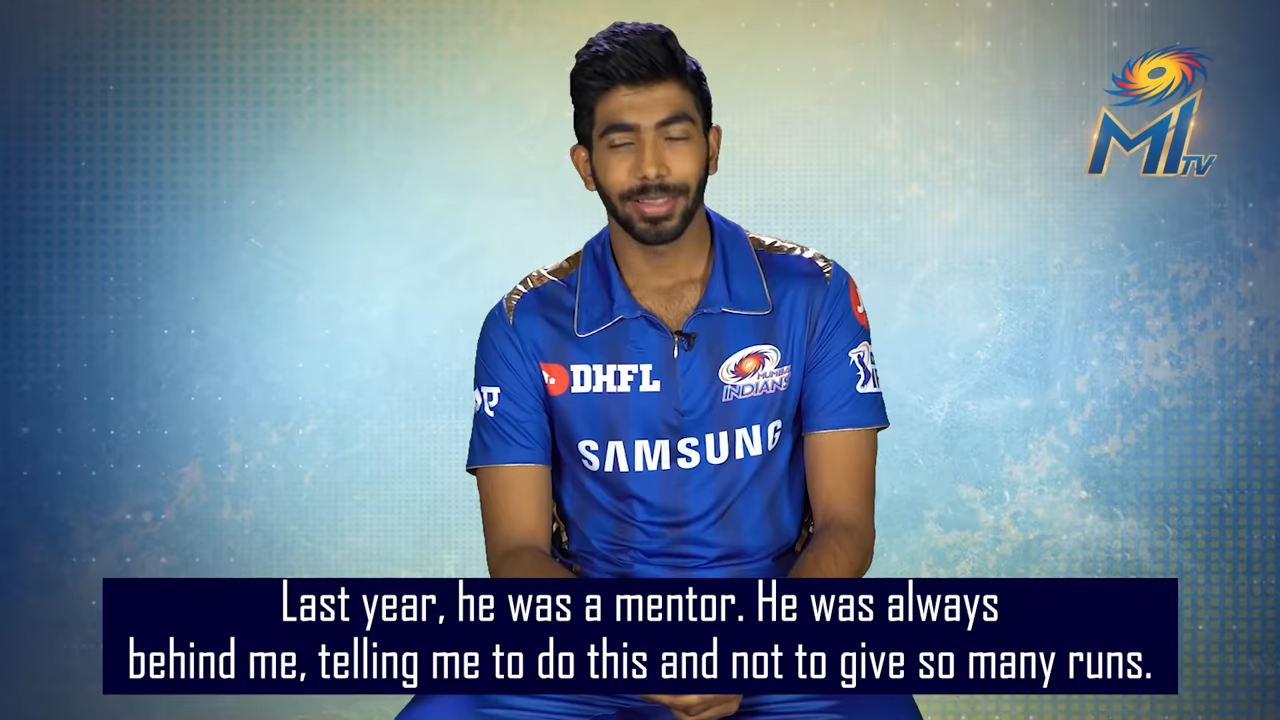 MI TV
DHFL
MUMBAI
INDIANS
SAMSUNG
Last year, he was a mentor. He was always
behind me, telling me to do this and not to give so many runs.